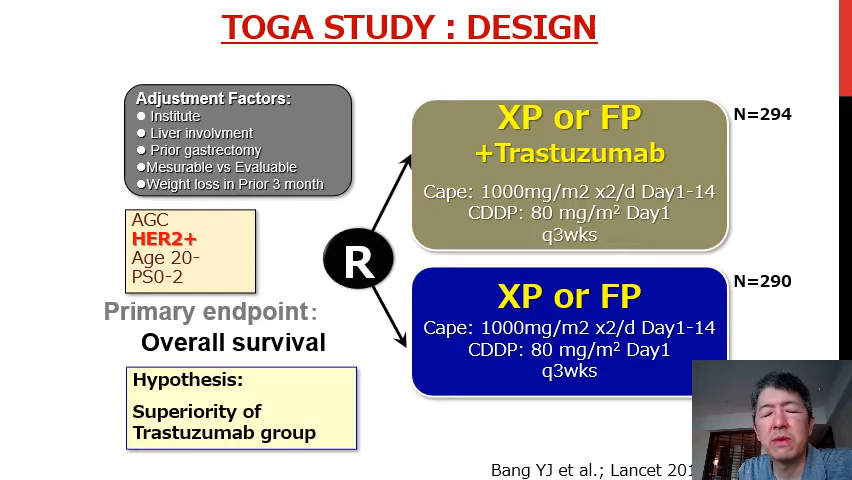 TOGA STUDY : DESIGN
Adjustment Factors:
● Institute
● Liver involvment
● Prior gastrectomy
●Mesurable vs Evaluable
●Weight loss in Prior 3 month
AGC
HER2+
Age 20-
PS0-2
Primary endpoint:
Overall survival
Hypothesis:
Superiority of
Trastuzumab group
R
XP or FP
+Trastuzumab
Cape: 1000mg/m2 x2/d Day1-14
CDDP: 80 mg/m² Day1
q3wks
N=294
XP or FP
Cape: 1000mg/m2 x2/d Day1-14
CDDP: 80 mg/m² Day1
q3wks
N=290
Bang YJ et al.; Lancet